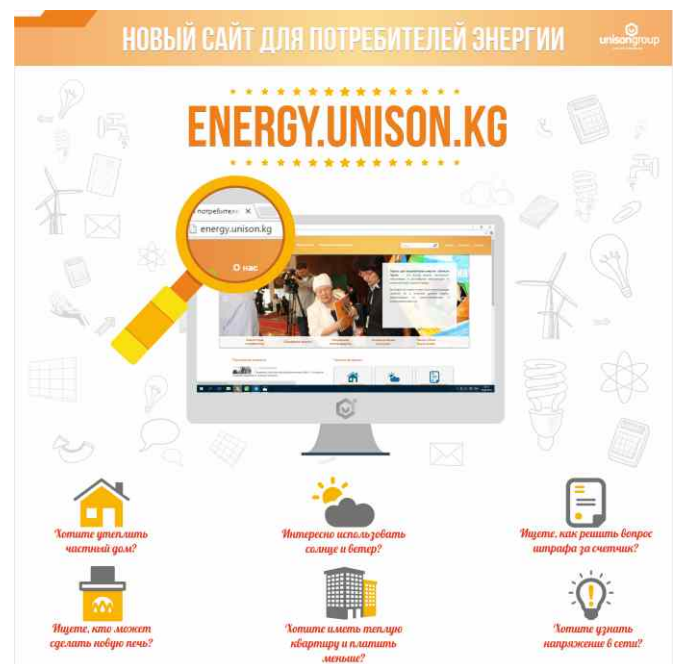 НОВЫЙ САЙТ ДЛЯ ПОТРЕБИТЕЛЕЙ ЭНЕРГИИ
unisongroup
ENERGY.UNISON.KG
потребителе
energy.unison.kg
О нас
Хотите утеплить
частный дом?
Интересно использовать
солнце и ветер?
Ищете, как решить вопрос
штрафа за счетчик?
Ищете, кто может
сделать новую печь?
Хотите иметь теплую
квартиру и платить
меньше?
Хотите узнать
напряжение в сети?